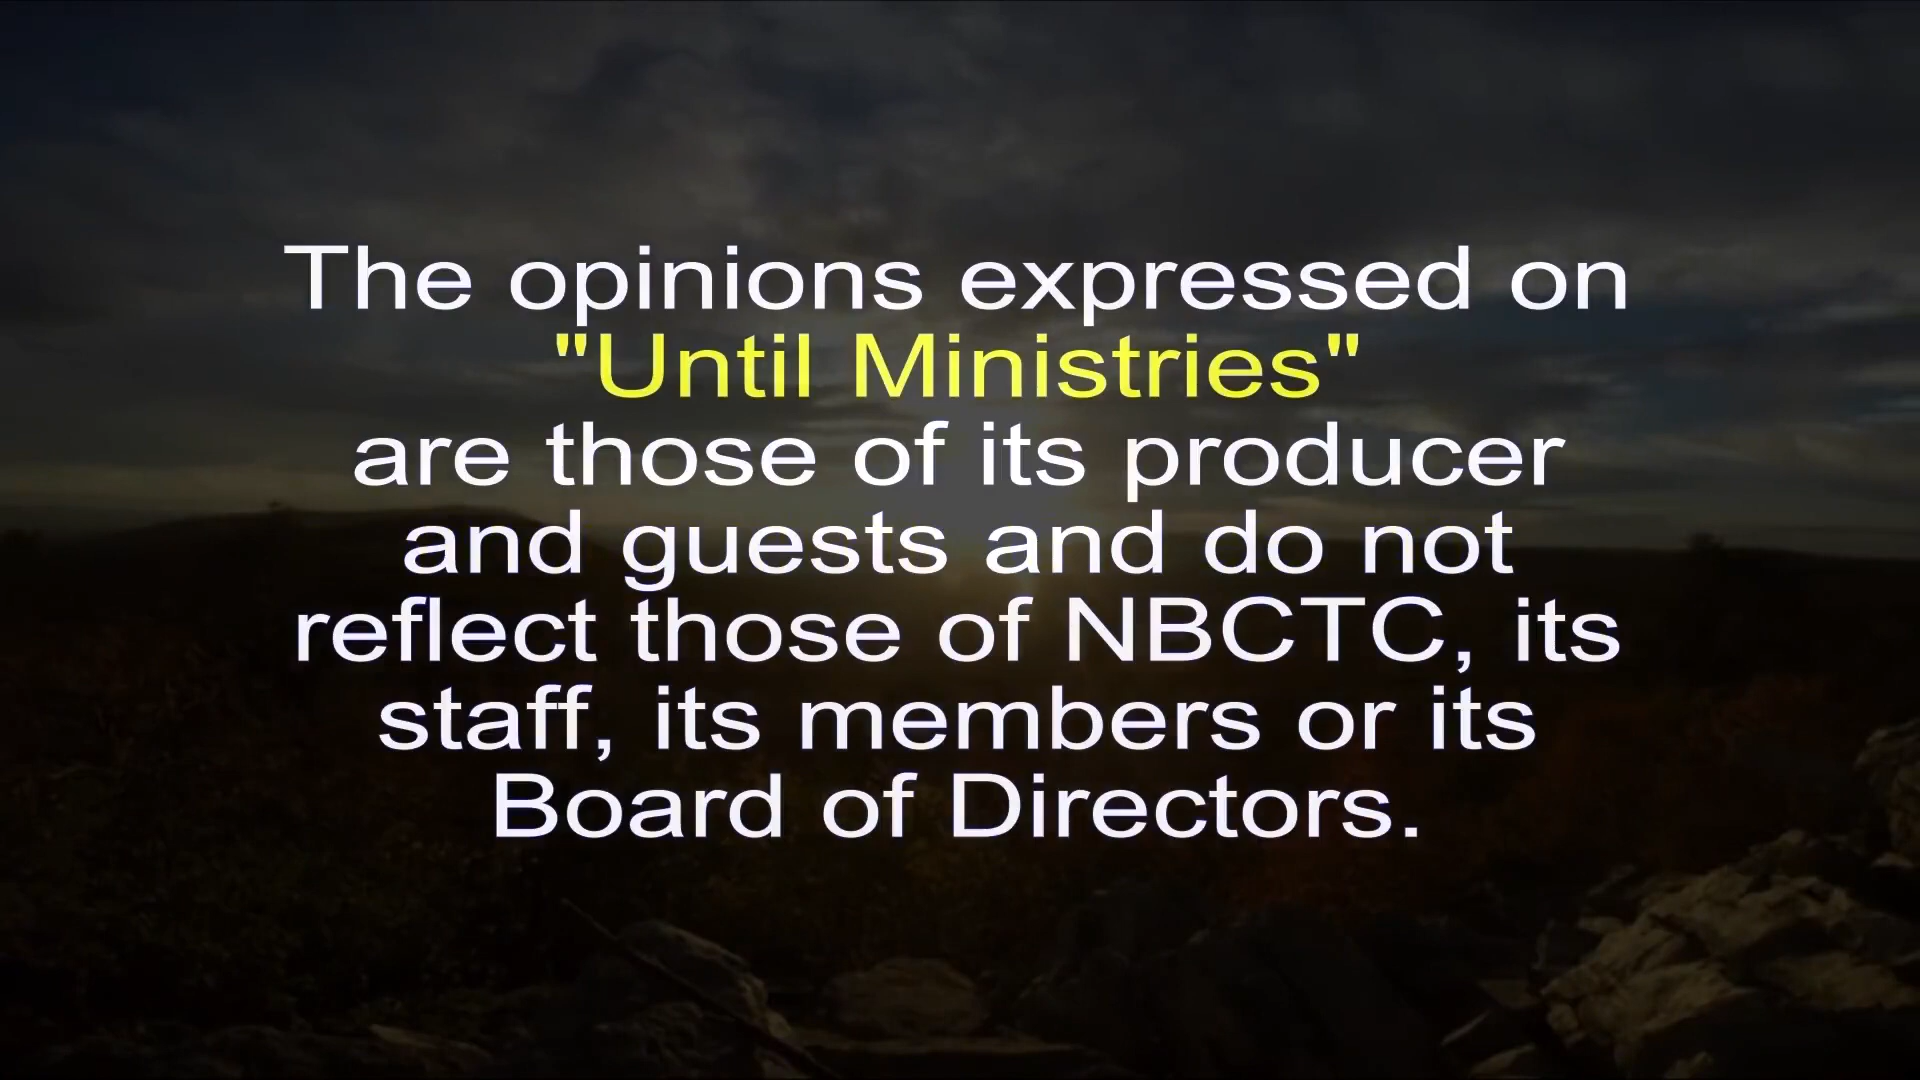 The opinions expressed on
"Until Ministries"
are those of its producer
and guests and do not
reflect those of NBCTC, its
staff, its members or its
Board of Directors.